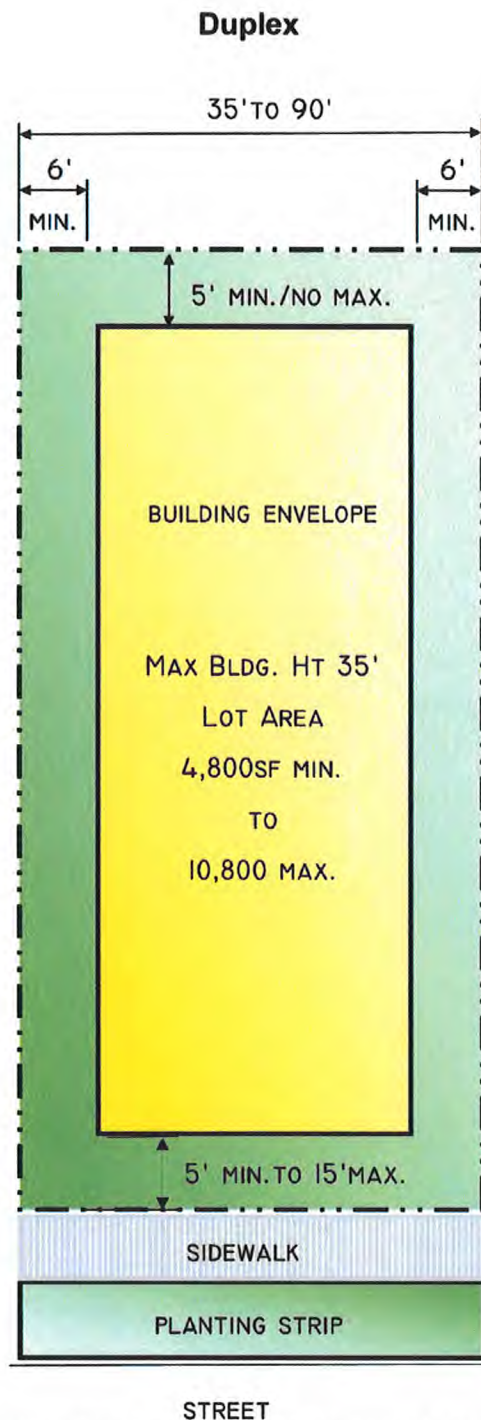 Duplex
35' TO 90'
6' 6'
MIN. MIN.
5' MIN./NO MAX.
BUILDING ENVELOPE
MAX BLDG. HT 35'
LOT AREA
4,800SF MIN.
TO
10,800 MAX.
5' MIN. TO 15' MAX.
SIDEWALK
PLANTING STRIP
STREET